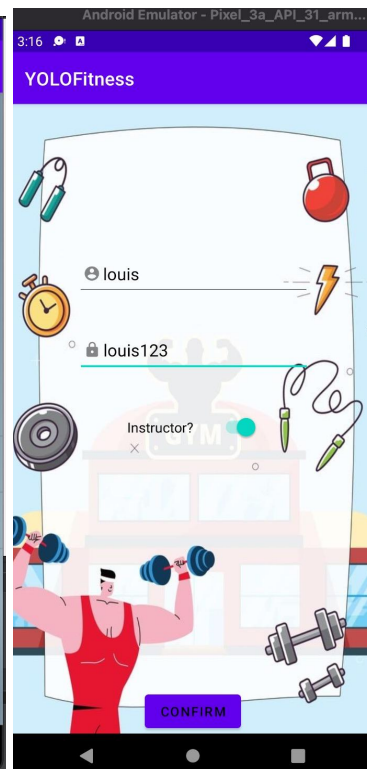 Android Emulator - Pixel_3a_API_31_arm...
3:16
A
YOLOFitness
louis
louis123
Instructor?
GYM
CONFIRM